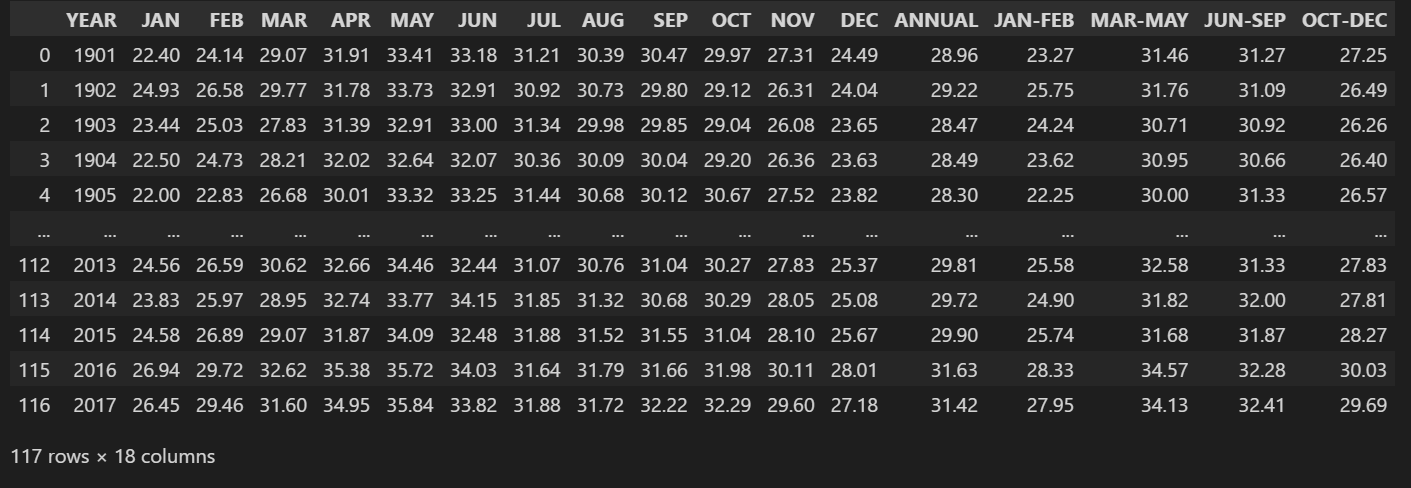 YEAR JAN FEB MAR APR MAY JUN JUL AUG SEP OCT NOV DEC ANNUAL JAN-FEB MAR-MAY JUN-SEP OCT-DEC
0 1901 22.40 24.14 29.07 31.91 33.41 33.18 31.21 30.39 30.47 29.97 27.31 24.49 28.96 23.27 31.46 31.27 27.25
1 1902 24.93 26.58 29.77 31.78 33.73 32.91 30.92 30.73 29.80 29.12 26.31 24.04 29.22 25.75 31.76 31.09 26.49
2 1903 23.44 25.03 27.83 31.39 32.91 33.00 31.34 29.98 29.85 29.04 26.08 23.65 28.47 24.24 30.71 30.92 26.26
3 1904 22.50 24.73 28.21 32.02 32.64 32.07 30.36 30.09 30.04 29.20 26.36 23.63 28.49 23.62 30.95 30.66 26.40
4 1905 22.00 22.83 26.68 30.01 33.32 33.25 31.44 30.68 30.12 30.67 27.52 23.82 28.30 22.25 30.00 31.33 26.57
... ... ... ... ... ... ... ... ... ... ... ... ... ... ... ... ... ... ...
112 2013 24.56 26.59 30.62 32.66 34.46 32.44 31.07 30.76 31.04 30.27 27.83 25.37 29.81 25.58 32.58 31.33 27.83
113 2014 23.83 25.97 28.95 32.74 33.77 34.15 31.85 31.32 30.68 30.29 28.05 25.08 29.72 24.90 31.82 32.00 27.81
114 2015 24.58 26.89 29.07 31.87 34.09 32.48 31.88 31.52 31.55 31.04 28.10 25.67 29.90 25.74 31.68 31.87 28.27
115 2016 26.94 29.72 32.62 35.38 35.72 34.03 31.64 31.79 31.66 31.98 30.11 28.01 31.63 28.33 34.57 32.28 30.03
116 2017 26.45 29.46 31.60 34.95 35.84 33.82 31.88 31.72 32.22 32.29 29.60 27.18 31.42 27.95 34.13 32.41 29.69
117 rows × 18 columns